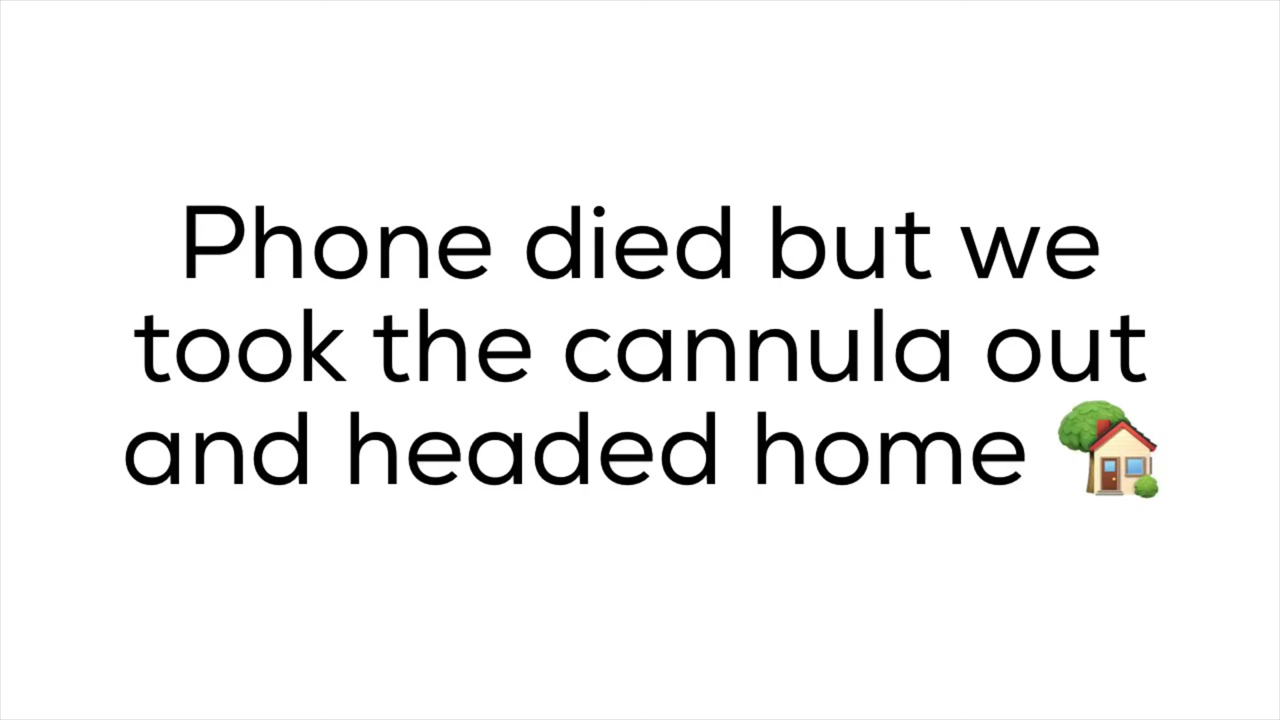 Phone died but we
took the cannula out
and headed home 🏡